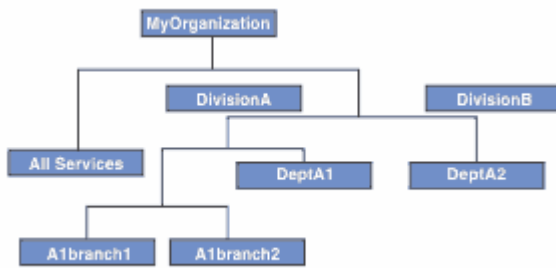 MyOrganization
DivisionA
DivisionB
All Services
DeptA1
DeptA2
A1branch1
A1branch2